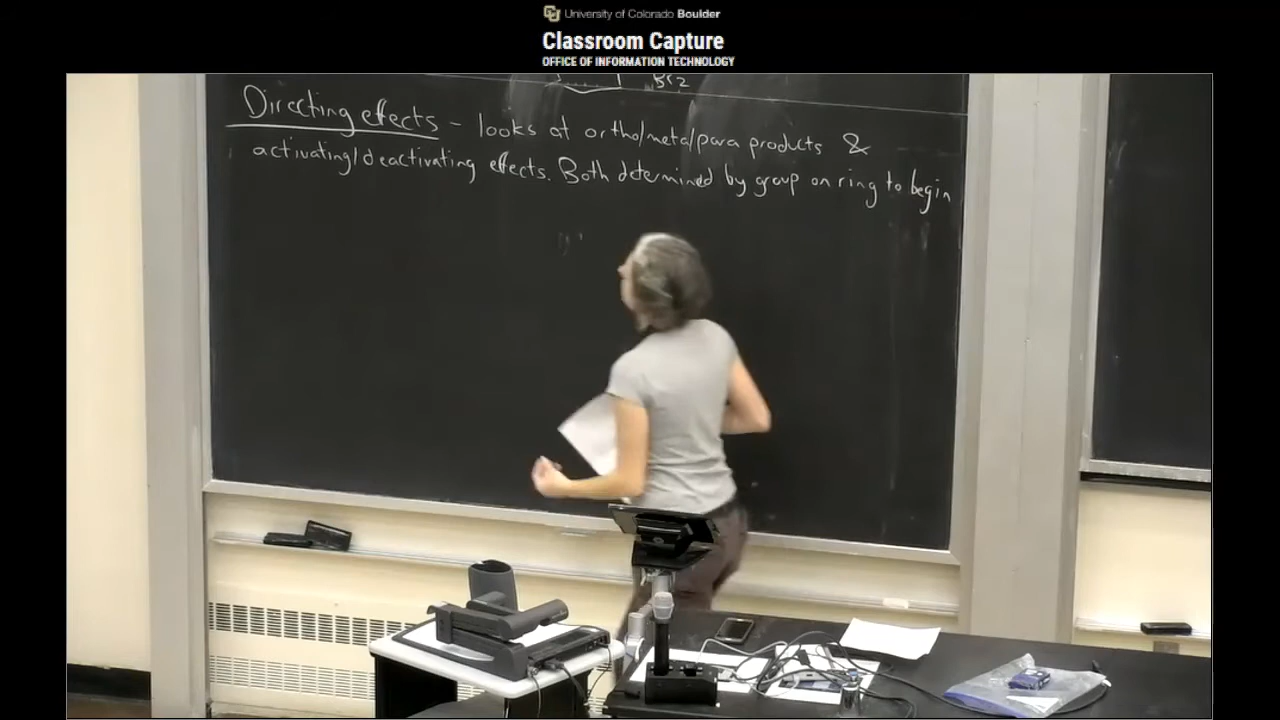 University of Colorado Boulder
Classroom Capture
OFFICE OF INFORMATION TECHNOLOGY
Br2
Directing effects - looks at ortho/meta/para products &
activating/deactivating effects. Both determined by group on ring to begin